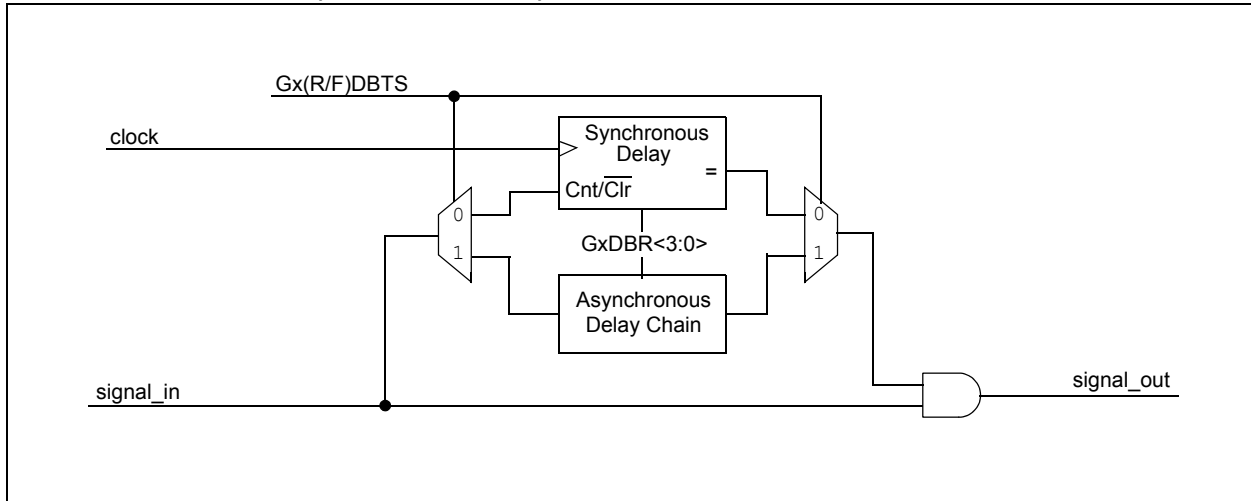 Gx(R/F)DBTS
clock
Synchronous
Delay
=
Cnt/Clr
0
1
0
1
GxDBR<3:0>
Asynchronous
Delay Chain
signal_in
signal_out